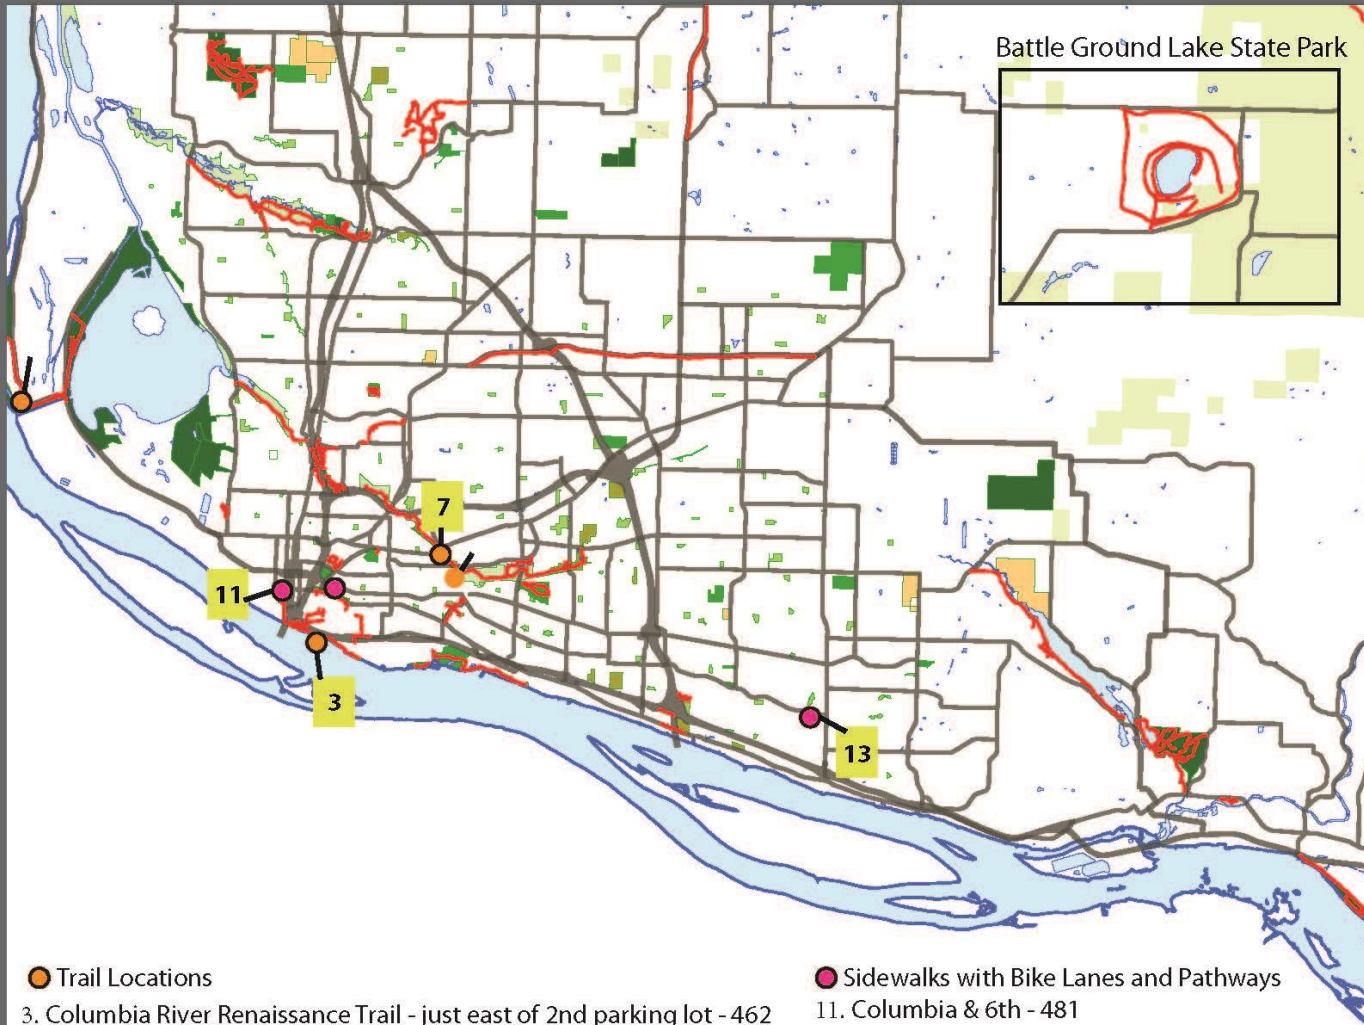 Battle Ground Lake State Park
7
11
3
13
Trail Locations
3. Columbia River Renaissance Trail - just east of 2nd parking lot - 462
Sidewalks with Bike Lanes and Pathways
11. Columbia & 6th - 481